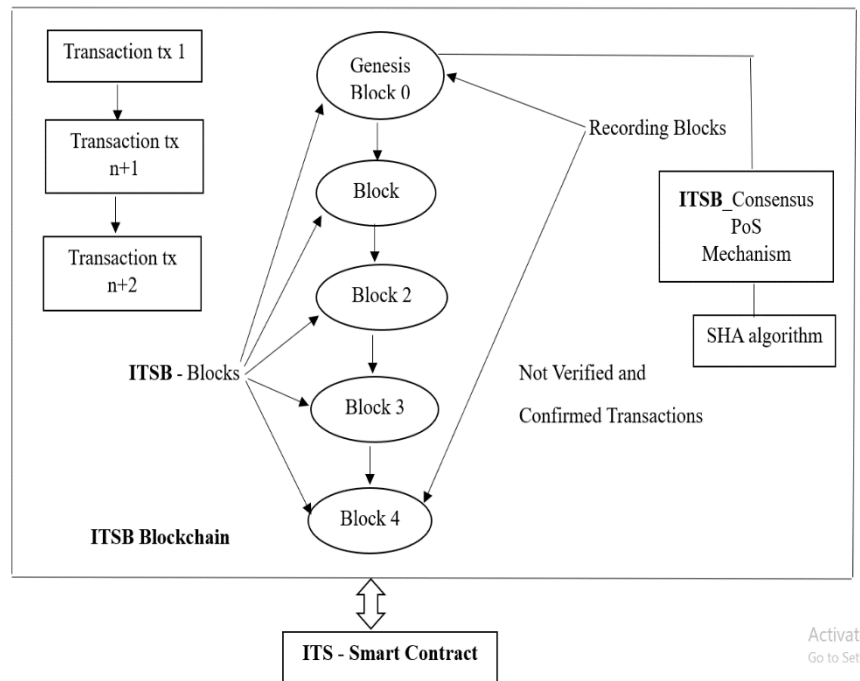 Transaction tx 1
Transaction tx
n+1
Transaction tx
n+2
Genesis
Block 0
Block
Block 2
Block 3
Block 4
Recording Blocks
ITSB_Consensus
PoS
Mechanism
SHA algorithm
ITSB - Blocks
Not Verified and
Confirmed Transactions
ITSB Blockchain
ITS - Smart Contract
Activat
Go to Set